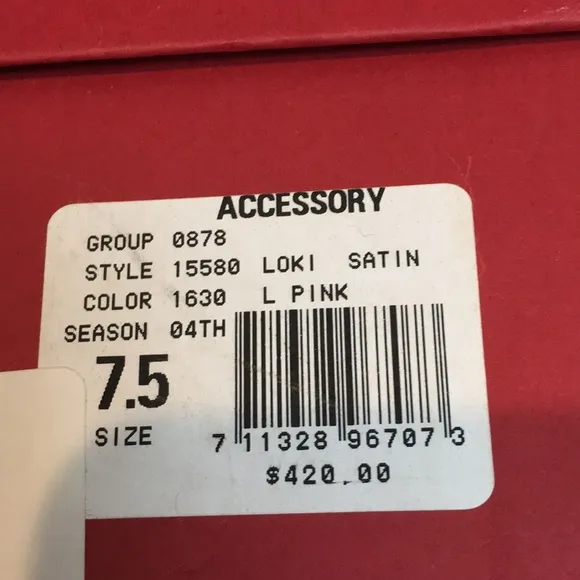 ACCESSORY
GROUP 0878
STYLE 15580 LOKI SATIN
COLOR 1630 L PINK
SEASON 04TH
7.5
SIZE
7 11328 96707 3
$420.00